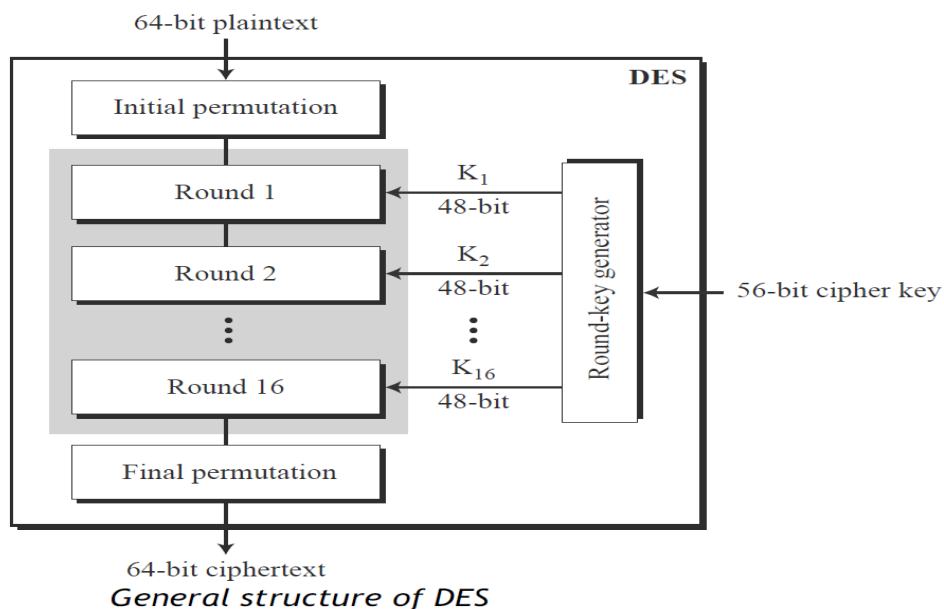 64-bit plaintext
DES
Initial permutation
Round 1
K1
48-bit
Round 2
K2
48-bit
Round-key generator
56-bit cipher key
Round 16
K16
48-bit
Final permutation
64-bit ciphertext
General structure of DES